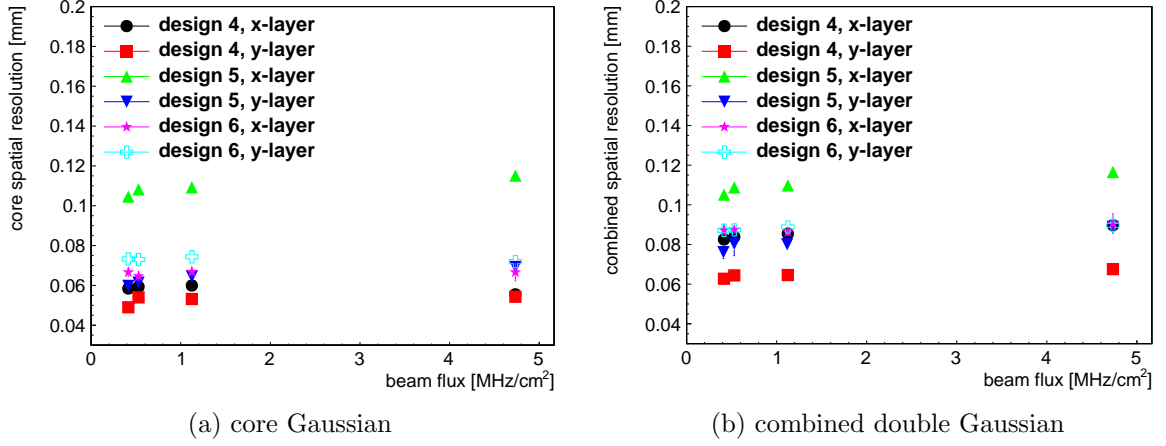 core spatial resolution [mm]
0.2
0.18
0.16
0.14
0.12
0.1
0.08
0.06
0.04
design 4, x-layer
design 4, y-layer
design 5, x-layer
design 5, y-layer
design 6, x-layer
design 6, y-layer
0 1 2 3 4 5
beam flux [MHz/cm²]
(a) core Gaussian
combined spatial resolution [mm]
0.2
0.18
0.16
0.14
0.12
0.1
0.08
0.06
0.04
design 4, x-layer
design 4, y-layer
design 5, x-layer
design 5, y-layer
design 6, x-layer
design 6, y-layer
0 1 2 3 4 5
beam flux [MHz/cm²]
(b) combined double Gaussian